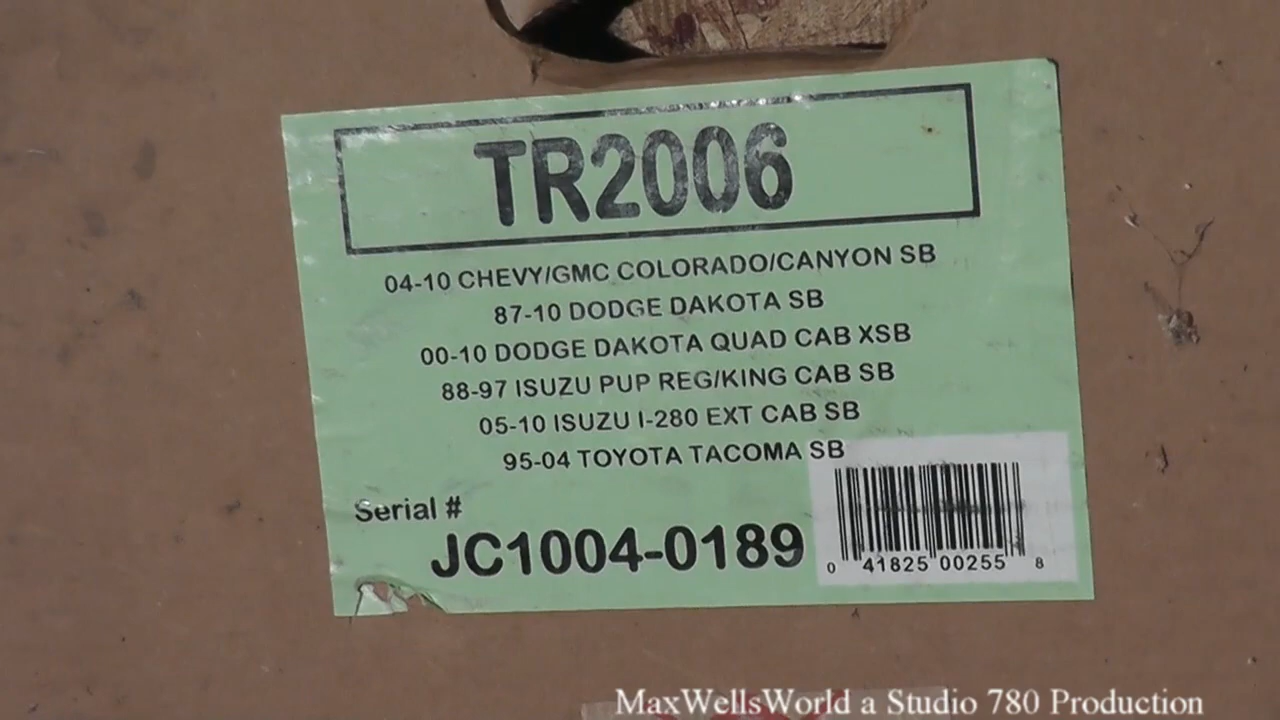 TR2006
04-10 CHEVY/GMC COLORADO/CANYON SB
87-10 DODGE DAKOTA SB
00-10 DODGE DAKOTA QUAD CAB XSB
88-97 ISUZU PUP REG/KING CAB SB
05-10 ISUZU I-280 EXT CAB SB
95-04 TOYOTA TACOMA SB
Serial #
JC1004-0189
0 41825 00255 8
MaxWellsWorld a Studio 780 Production